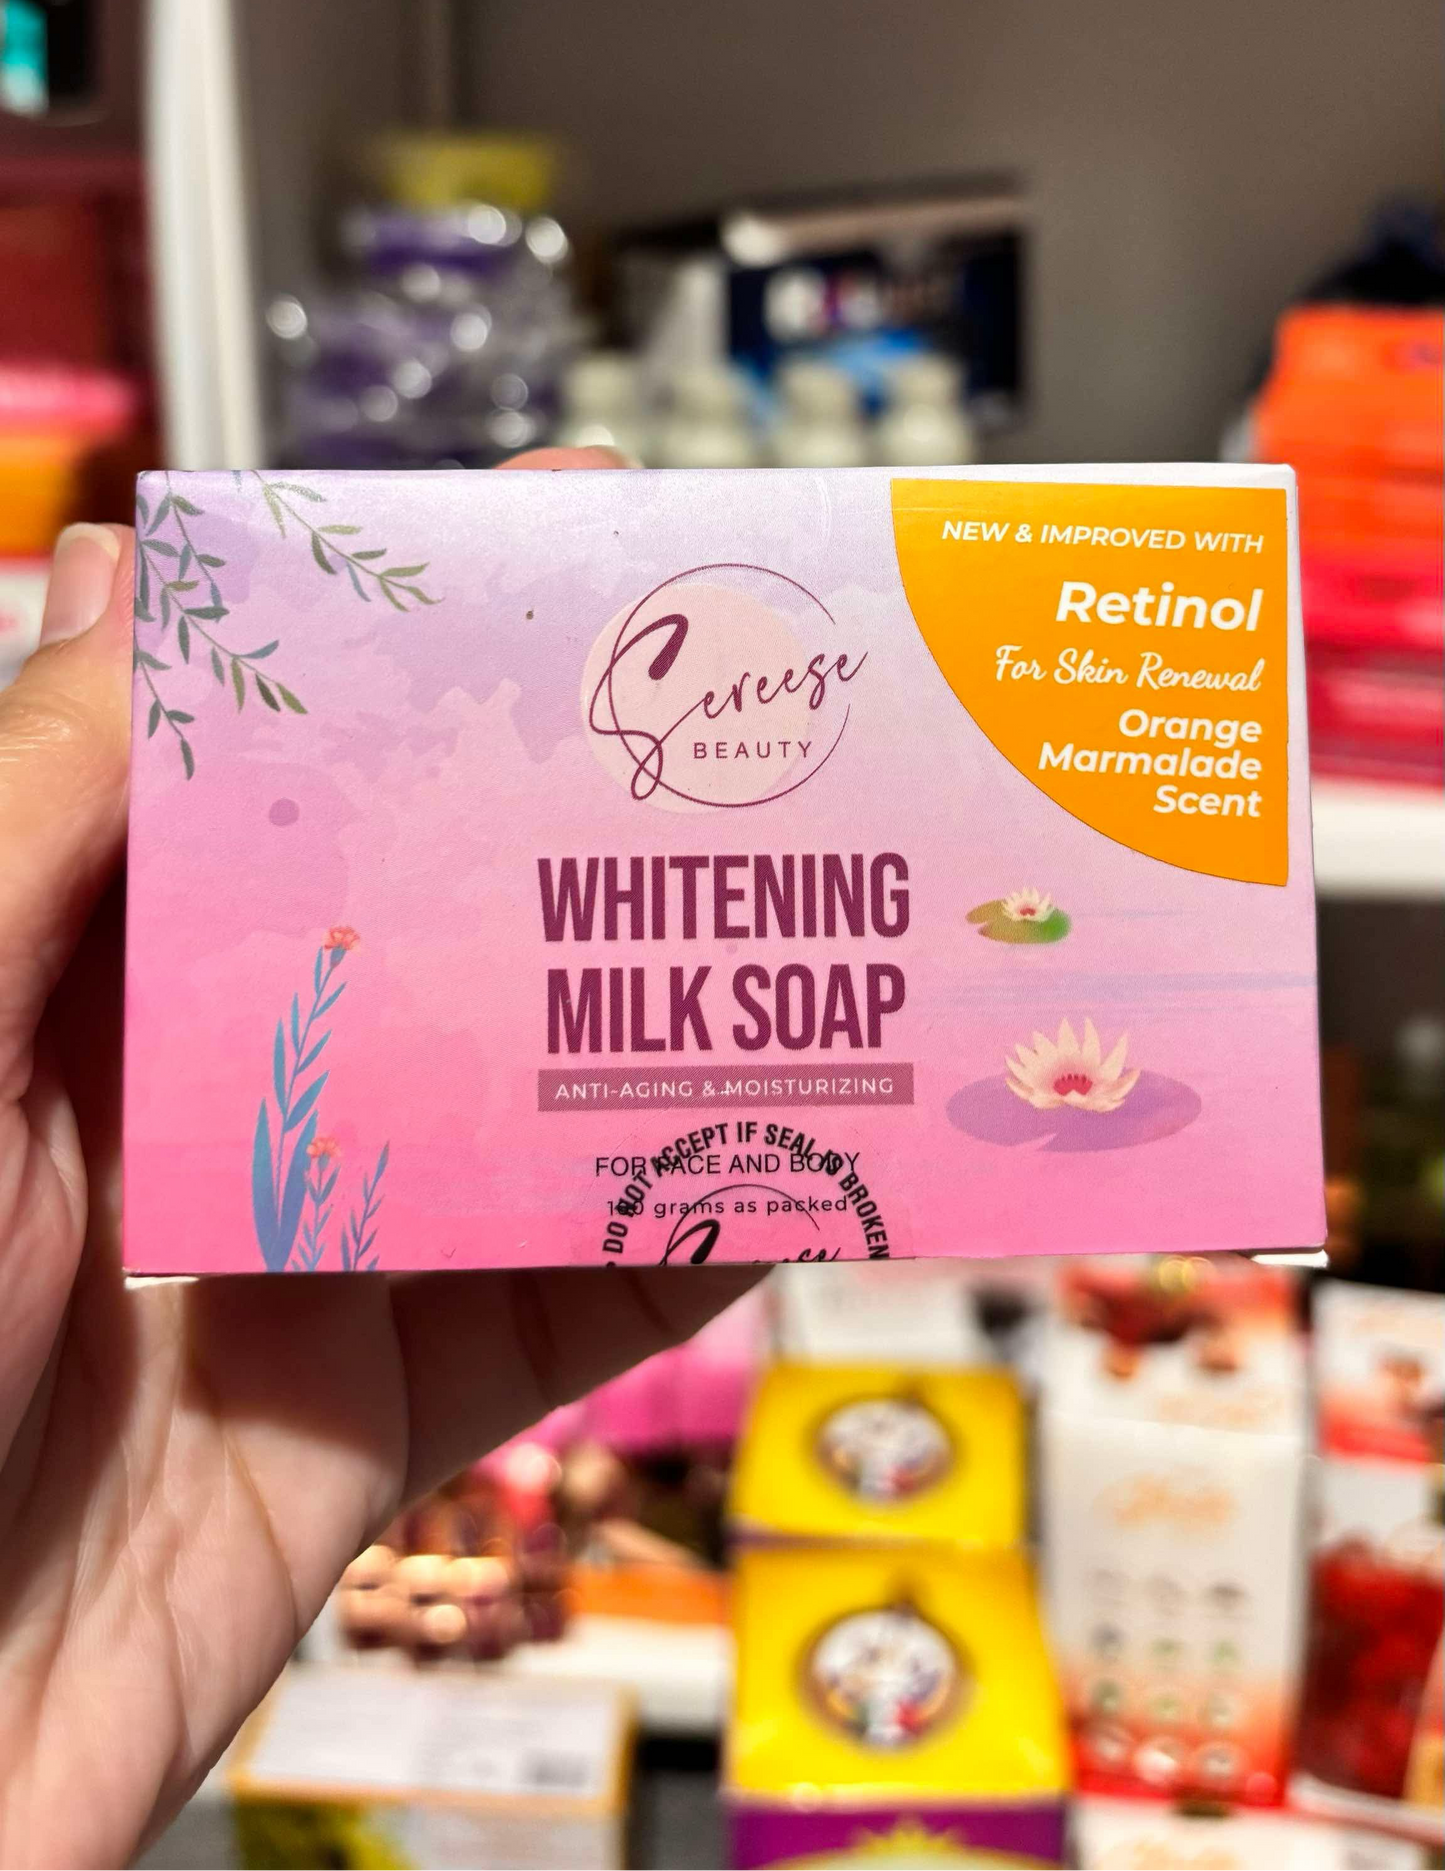 NEW & IMPROVED WITH
Retinol
For Skin Renewal
Orange
Marmalade
Scent
Sereese
BEAUTY
WHITENING
MILK SOAP
ANTI-AGING & MOISTURIZING
FOR FACE AND BODY
grams as packed
DO NOT ACCEPT IF SEAL IS BROKEN
Sereese